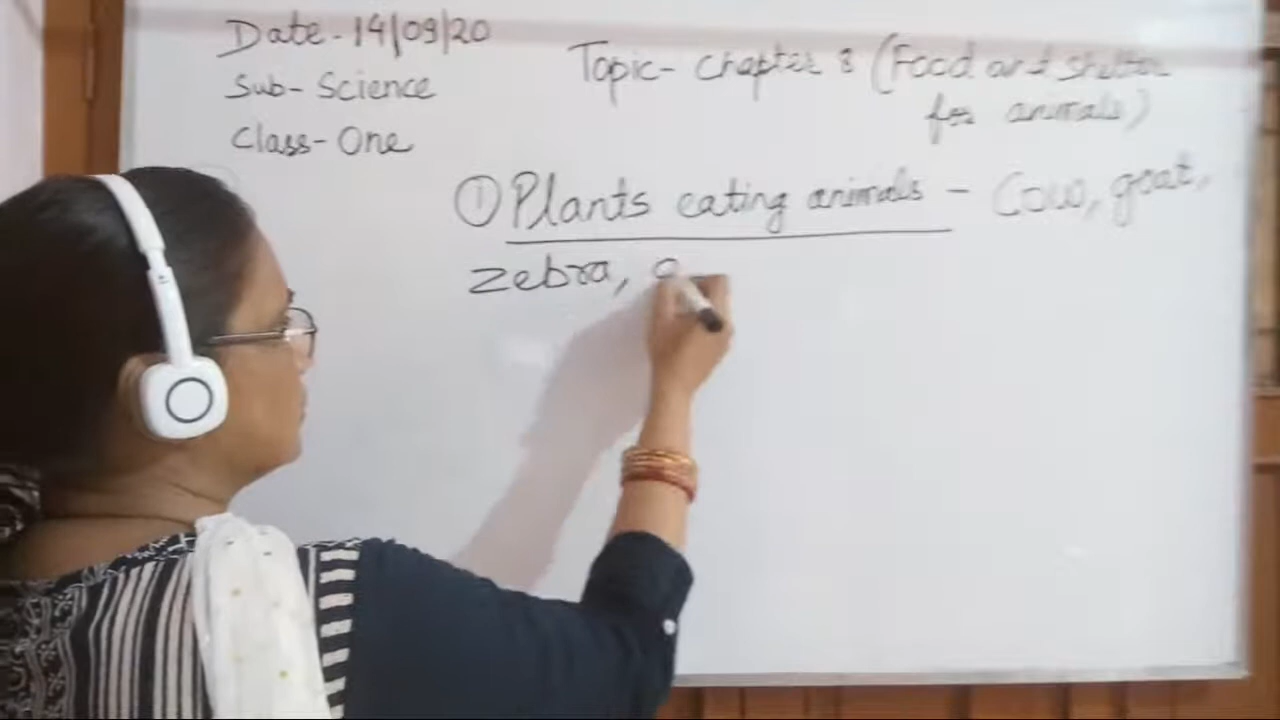 Date-14/09/20
Sub- Science
Class-One
Topic- Chapter 8 (Food and Shelter
for animals)
① Plants eating animals - Cow, goat,
zebra,